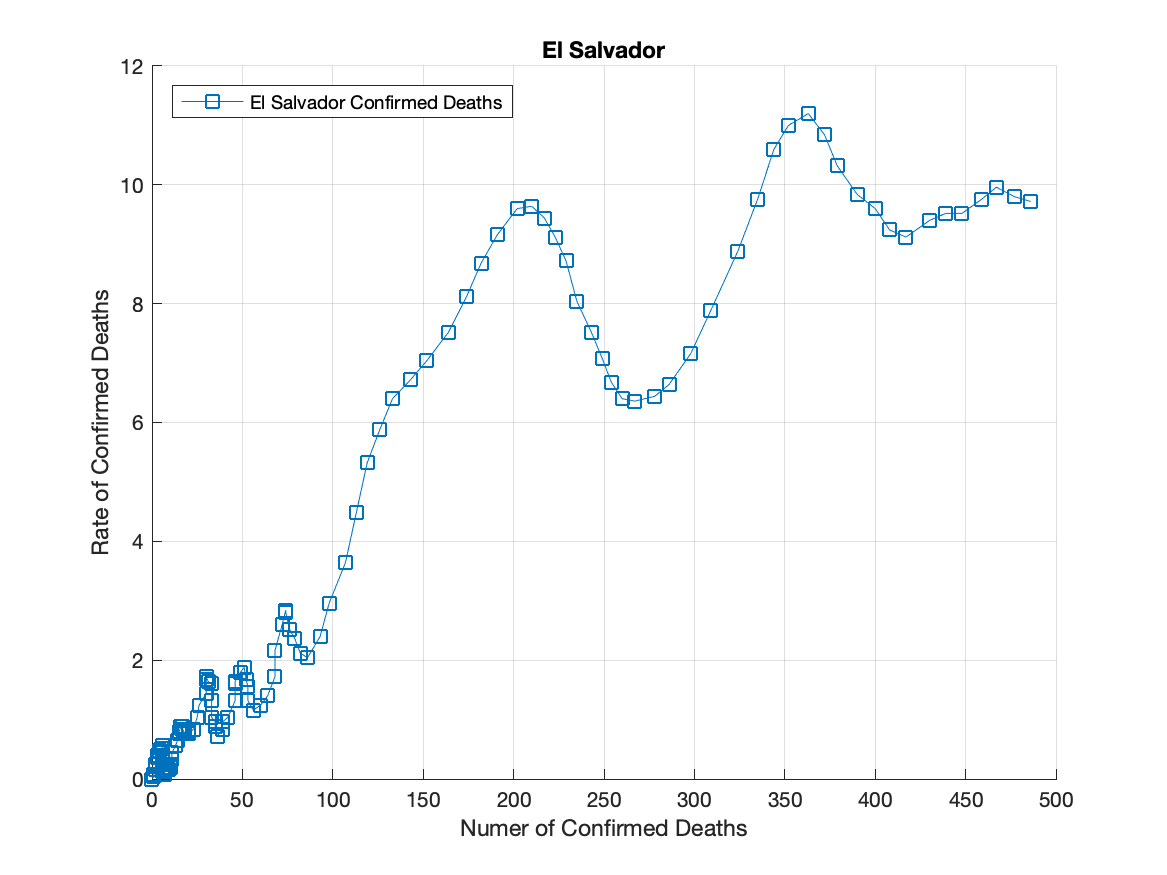 El Salvador
El Salvador Confirmed Deaths
12
10
8
6
4
2
0
Rate of Confirmed Deaths
0 50 100 150 200 250 300 350 400 450 500
Numer of Confirmed Deaths